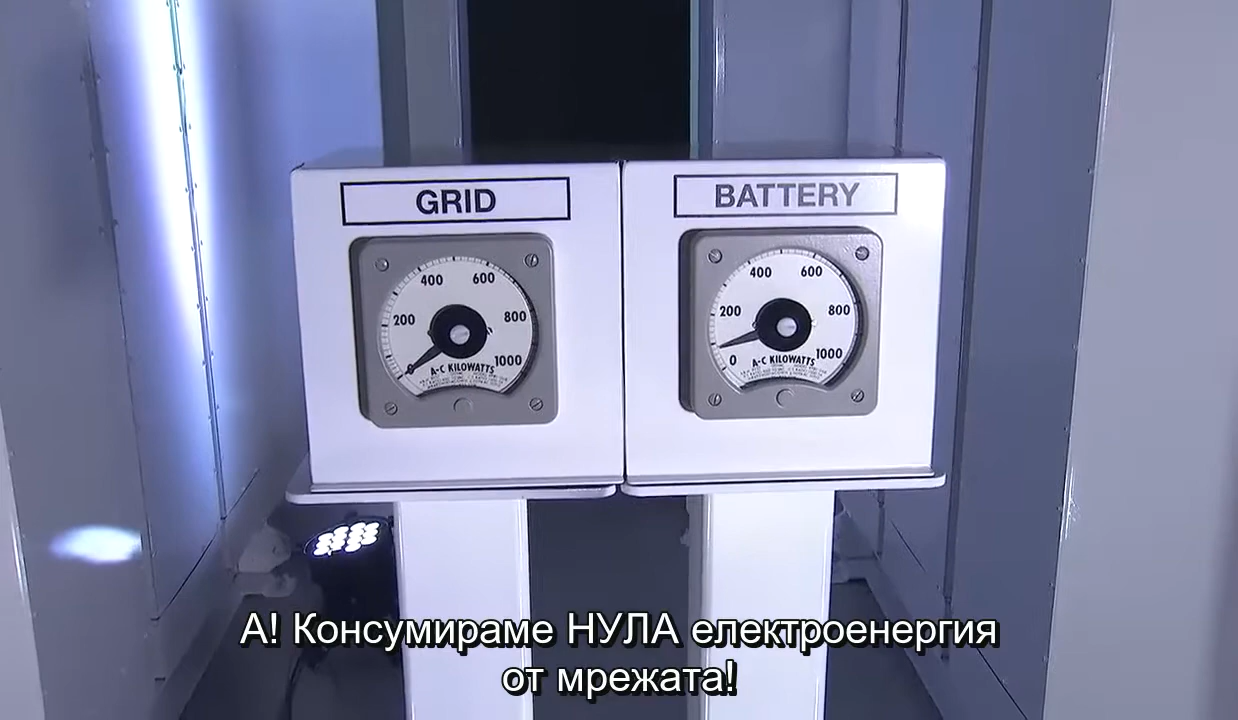 GRID
BATTERY
400 600
200 800
0 1000
A-C KILOWATTS
400 600
200 800
0 1000
A-C KILOWATTS
А! Консумираме НУЛА електроенергия
от мрежата!